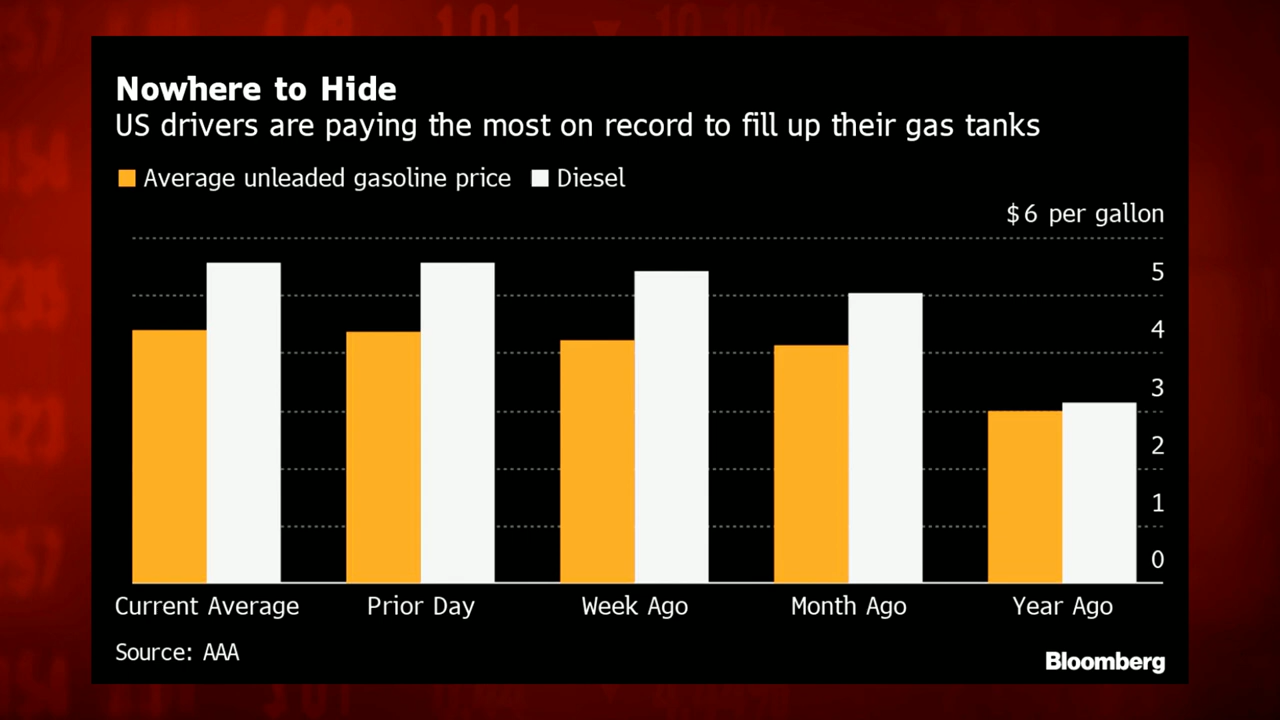 Nowhere to Hide
US drivers are paying the most on record to fill up their gas tanks
Average unleaded gasoline price Diesel
$6 per gallon
5
4
3
2
1
0
Current Average Prior Day Week Ago Month Ago Year Ago
Source: AAA
Bloomberg